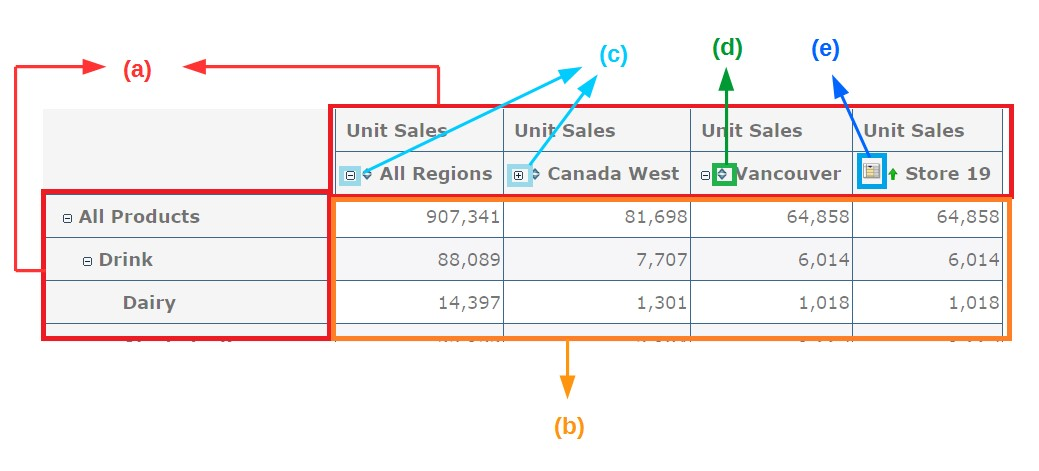 (a)
(c)
(d)
(e)
Unit Sales Unit Sales Unit Sales Unit Sales
All Regions Canada West Vancouver Store 19
All Products 907,341 81,698 64,858 64,858
Drink 88,089 7,707 6,014 6,014
Dairy 14,397 1,301 1,018 1,018
(b)